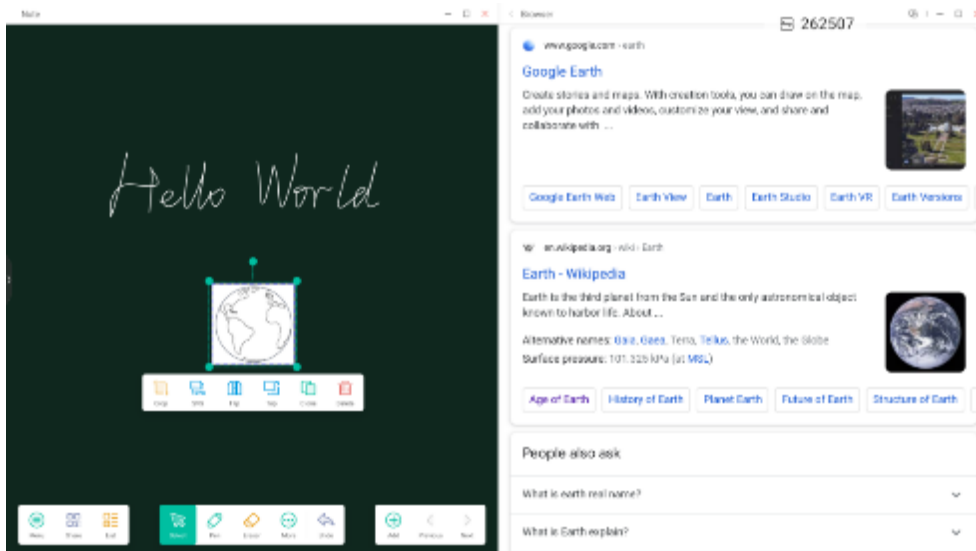 Note
Hello World
Crop
Flip
Top
Clone
Delete
Menu
Share
Exit
Select
Pen
Eraser
More
Undo
Add
Previous
Next
Browser
262507
www.google.com › earth
Google Earth
Create stories and maps. With creation tools, you can draw on the map,
add your photos and videos, customize your view, and share and
collaborate with ...
Google Earth Web
Earth View
Earth
Earth Studio
Earth VR
Earth Versions
W en.wikipedia.org › wiki › Earth
Earth - Wikipedia
Earth is the third planet from the Sun and the only astronomical object
known to harbor life. About ...
Alternative names: Gaia, Gaea, Terra, Tellus, the World, the Globe
Surface pressure: 101.325 kPa (at MSL)
Age of Earth
History of Earth
Planet Earth
Future of Earth
Structure of Earth
People also ask
What is earth real name?
What is Earth explain?